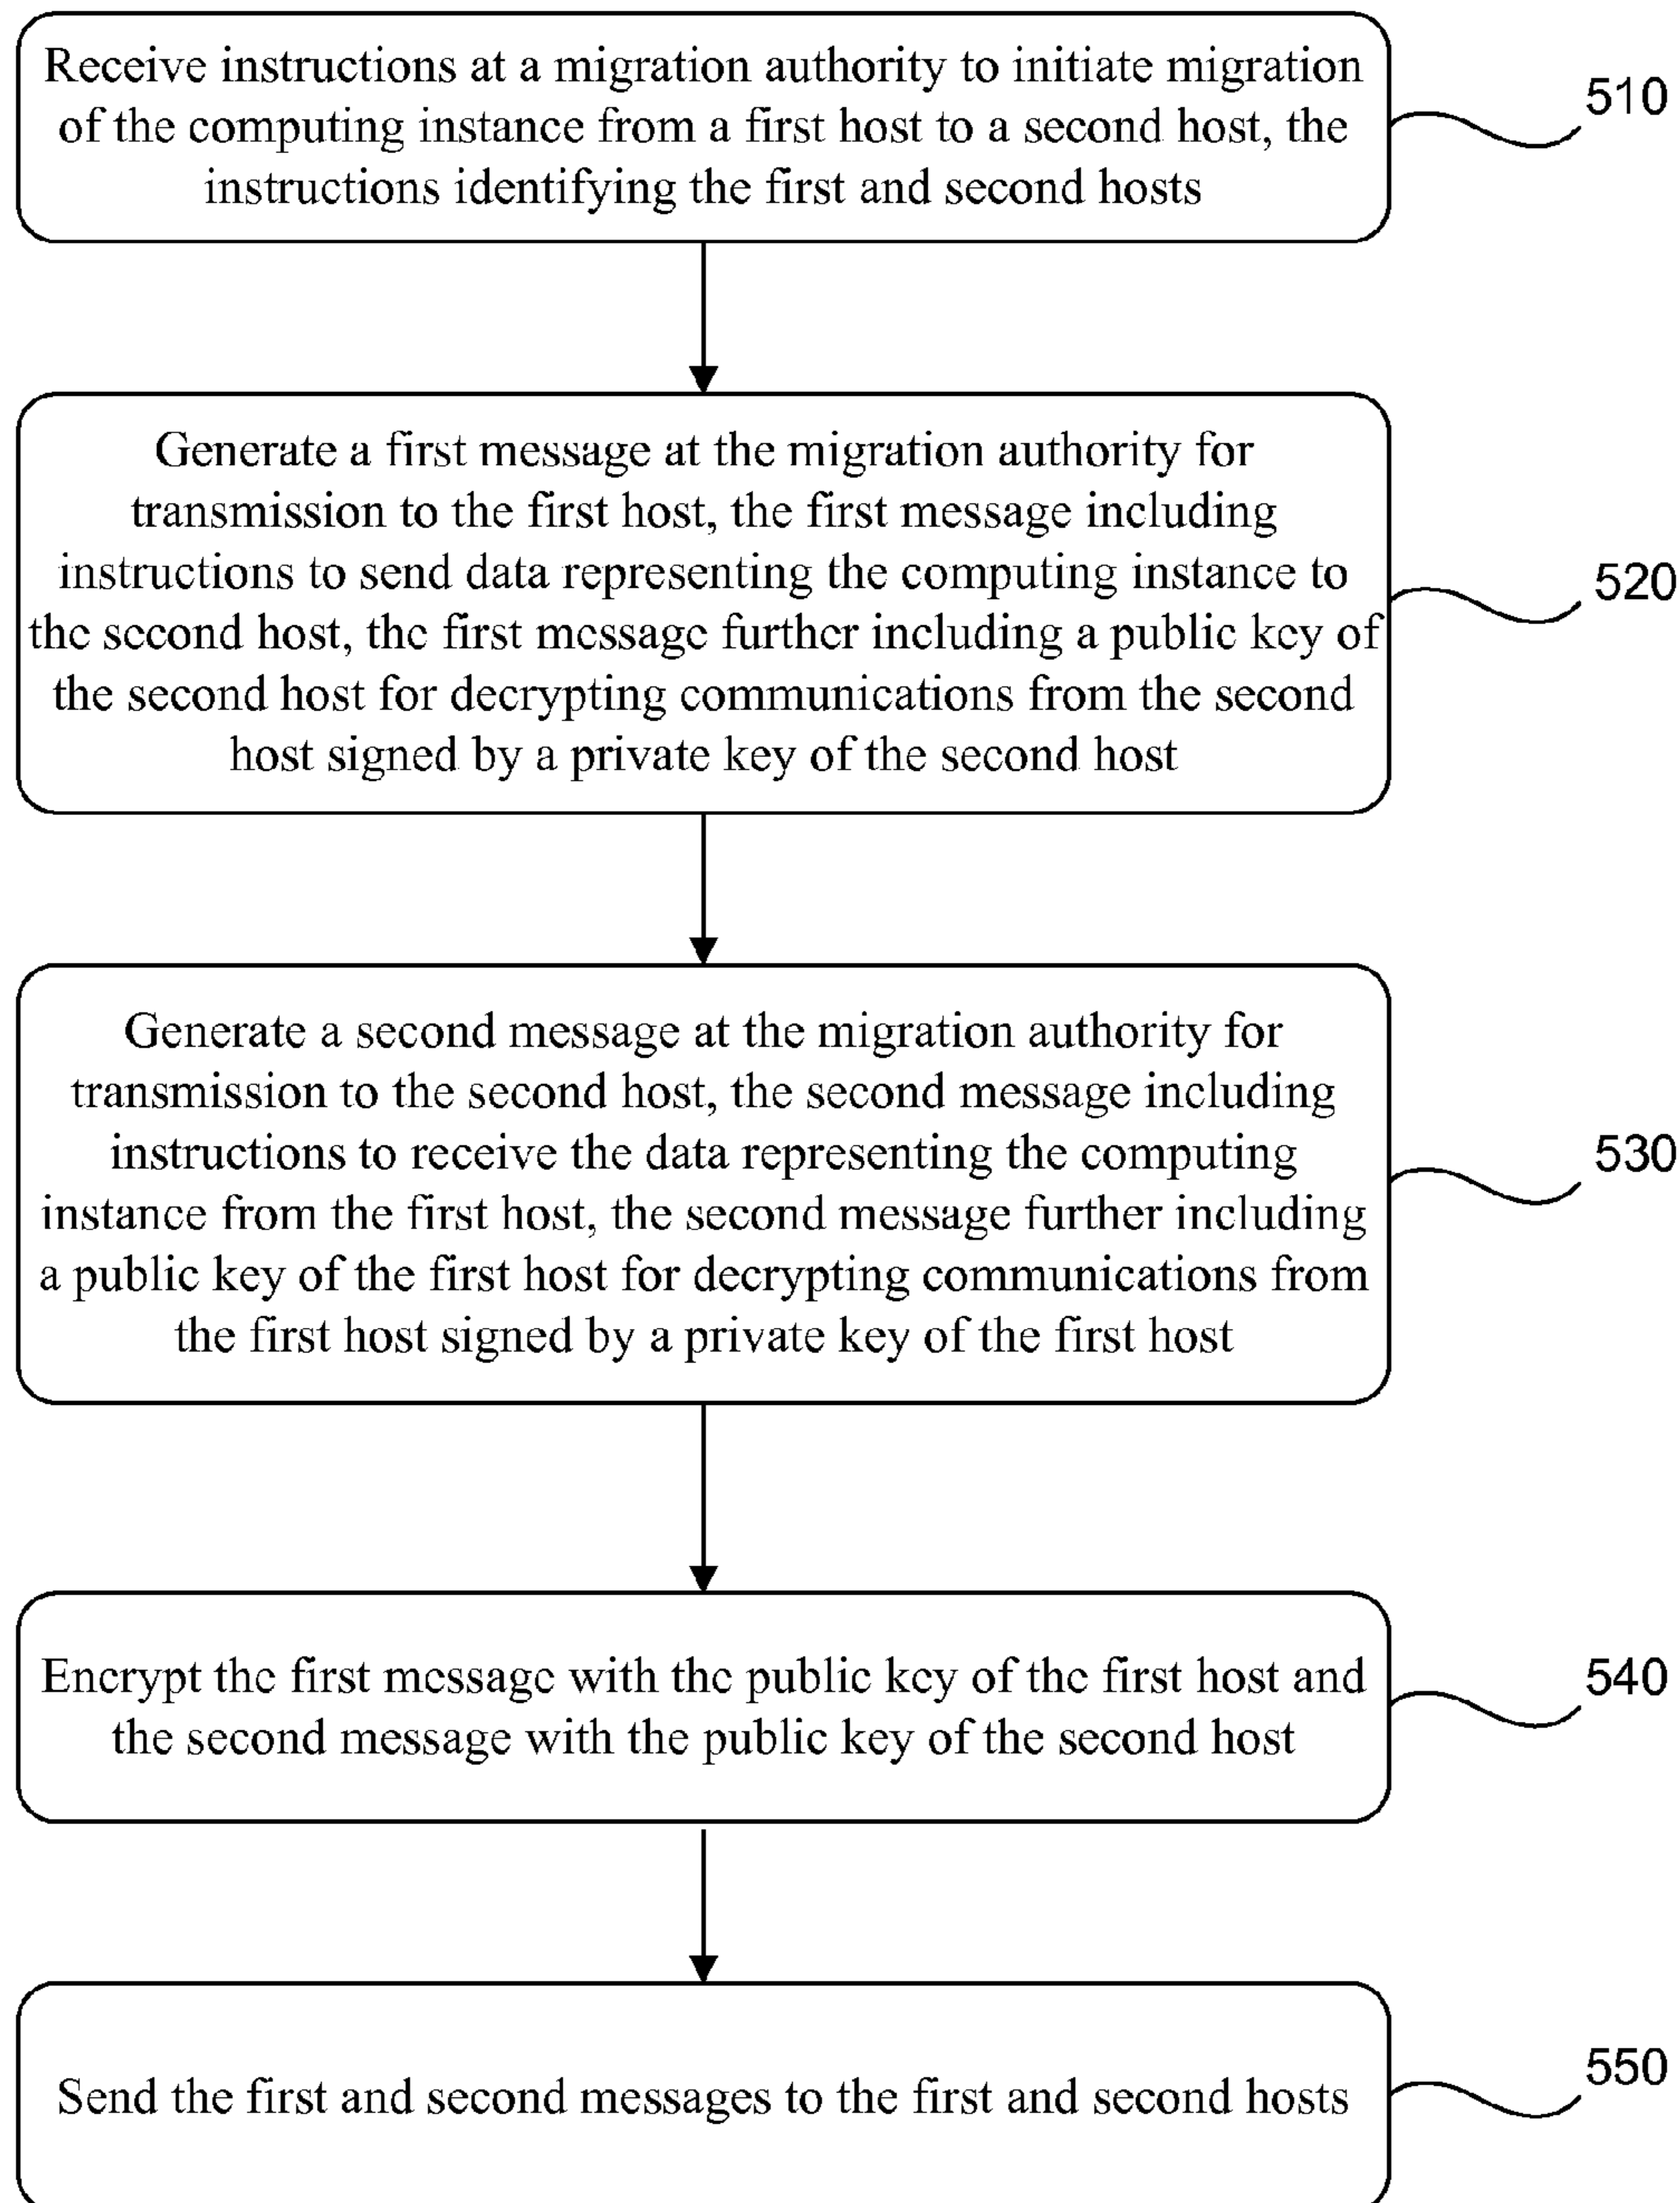 Receive instructions at a migration authority to initiate migration
of the computing instance from a first host to a second host, the
instructions identifying the first and second hosts
510
Generate a first message at the migration authority for
transmission to the first host, the first message including
instructions to send data representing the computing instance to
the second host, the first message further including a public key of
the second host for decrypting communications from the second
host signed by a private key of the second host
520
Generate a second message at the migration authority for
transmission to the second host, the second message including
instructions to receive the data representing the computing
instance from the first host, the second message further including
a public key of the first host for decrypting communications from
the first host signed by a private key of the first host
530
Encrypt the first message with the public key of the first host and
the second message with the public key of the second host
540
Send the first and second messages to the first and second hosts
550